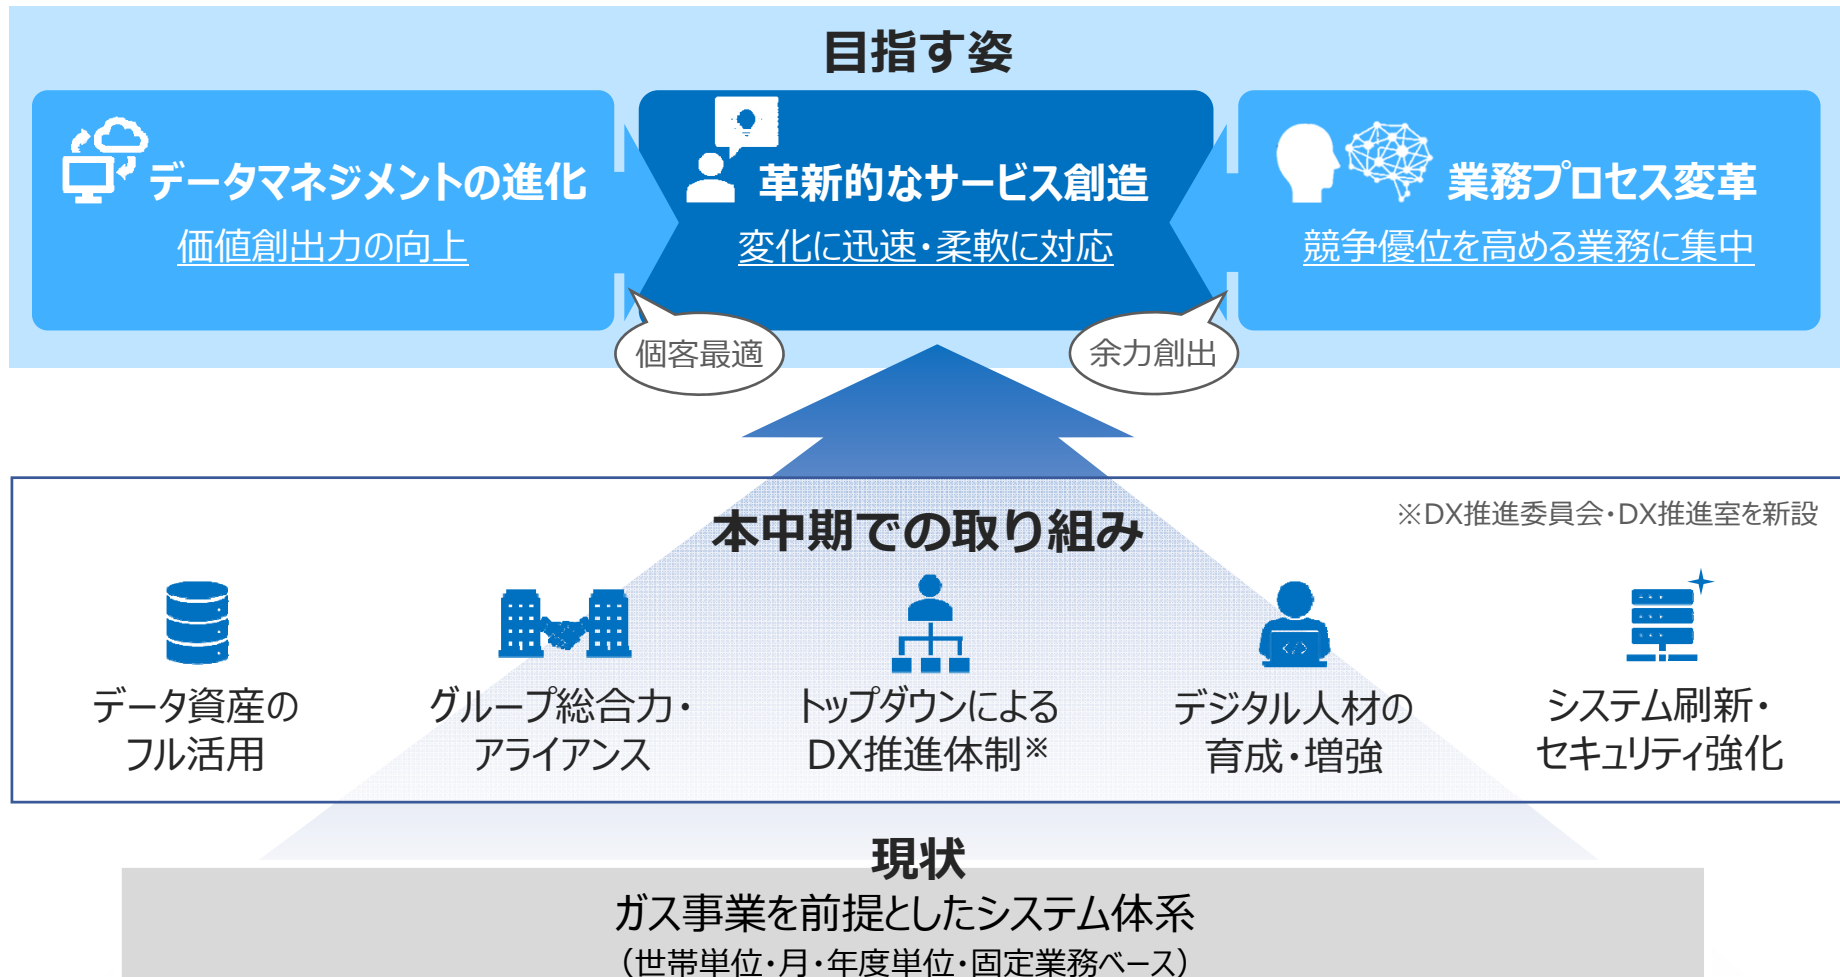 目指す姿
データマネジメントの進化
価値創出力の向上
革新的なサービス創造
変化に迅速・柔軟に対応
業務プロセス変革
競争優位を高める業務に集中
個客最適
余力創出
本中期での取り組み
※DX推進委員会・DX推進室を新設
データ資産の
フル活用
グループ総合力・
アライアンス
トップダウンによる
DX推進体制※
デジタル人材の
育成・増強
システム刷新・
セキュリティ強化
現状
ガス事業を前提としたシステム体系
（世帯単位・月・年度単位・固定業務ベース）